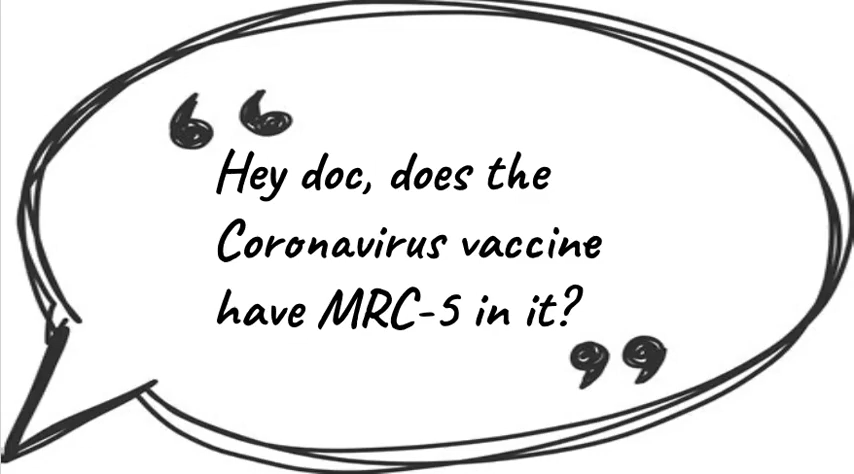 “Hey doc, does the
Coronavirus vaccine
have MRC-5 in it?”